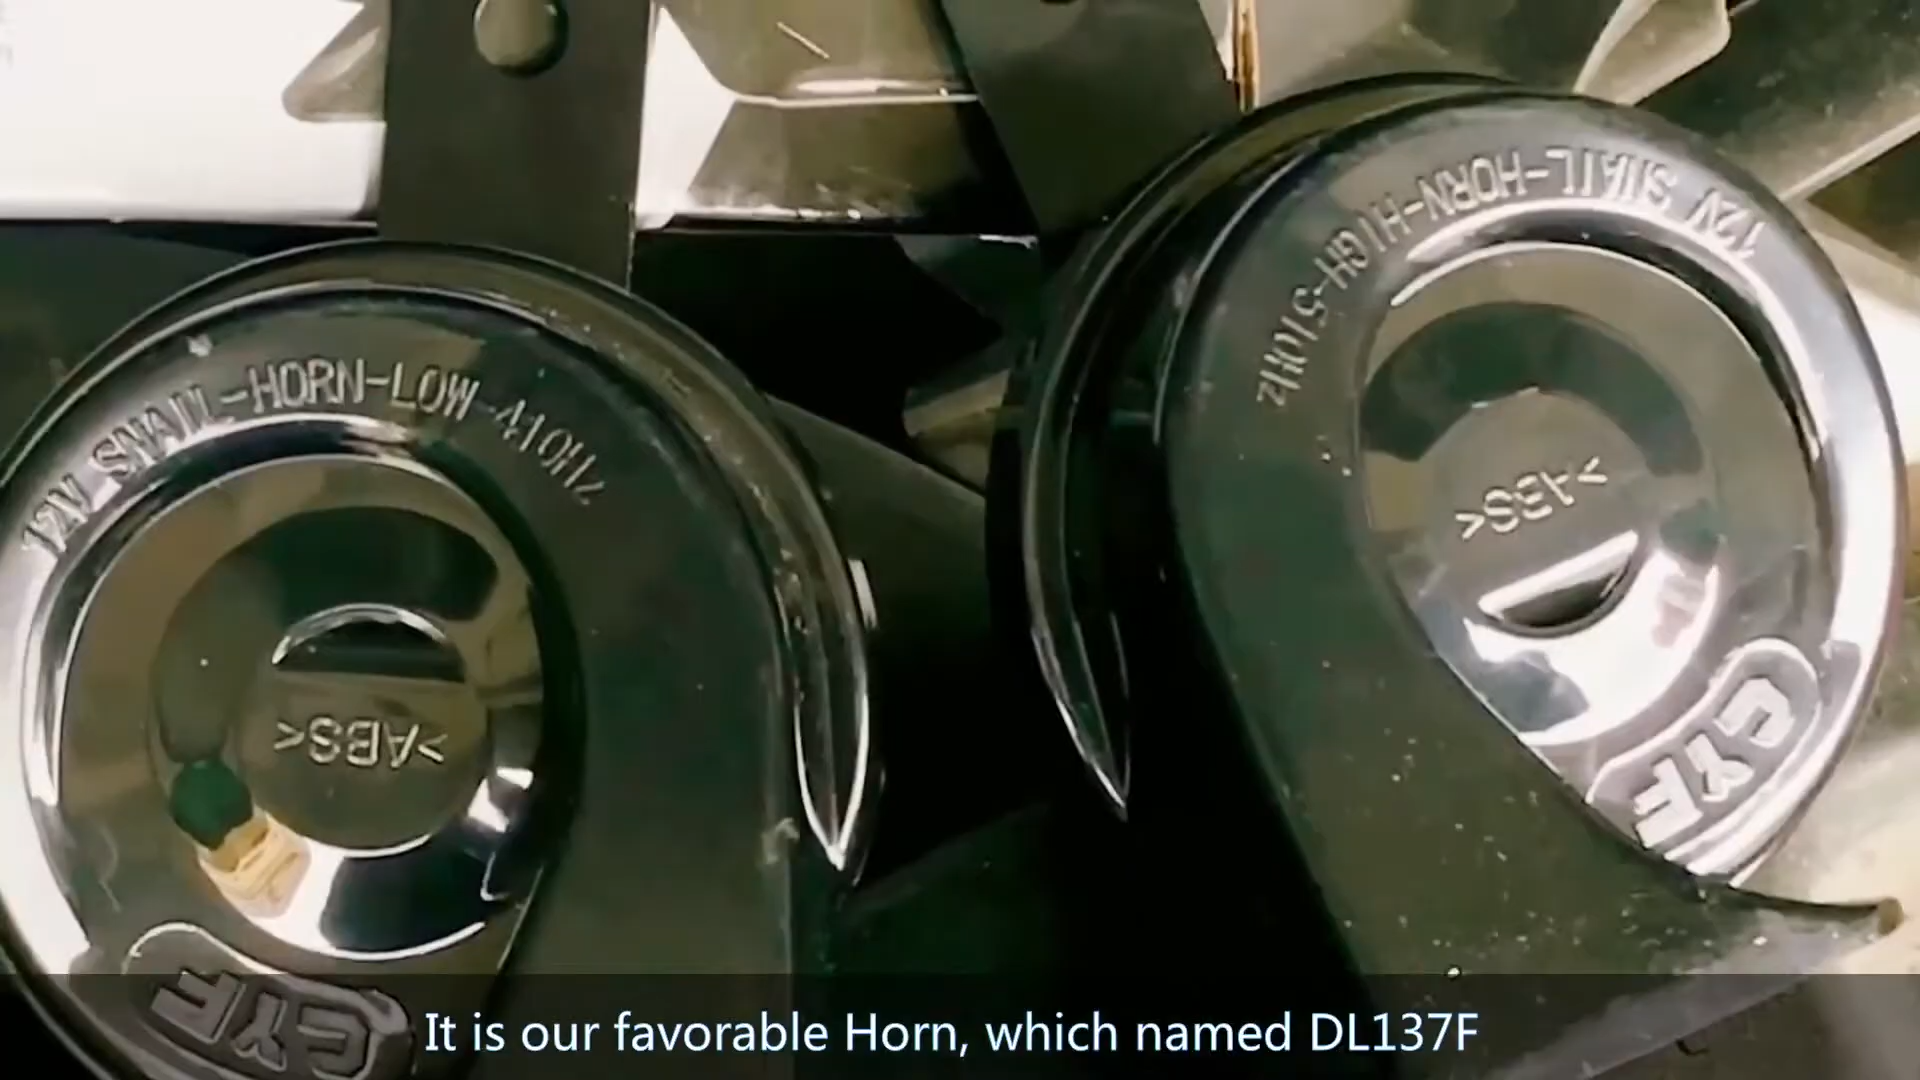 12V SNAIL-HORN-LOW-410Hz
>ABS<
CYF
12V SNAIL-HORN-HIGH-510Hz
>ABS<
CYF
It is our favorable Horn, which named DL137F